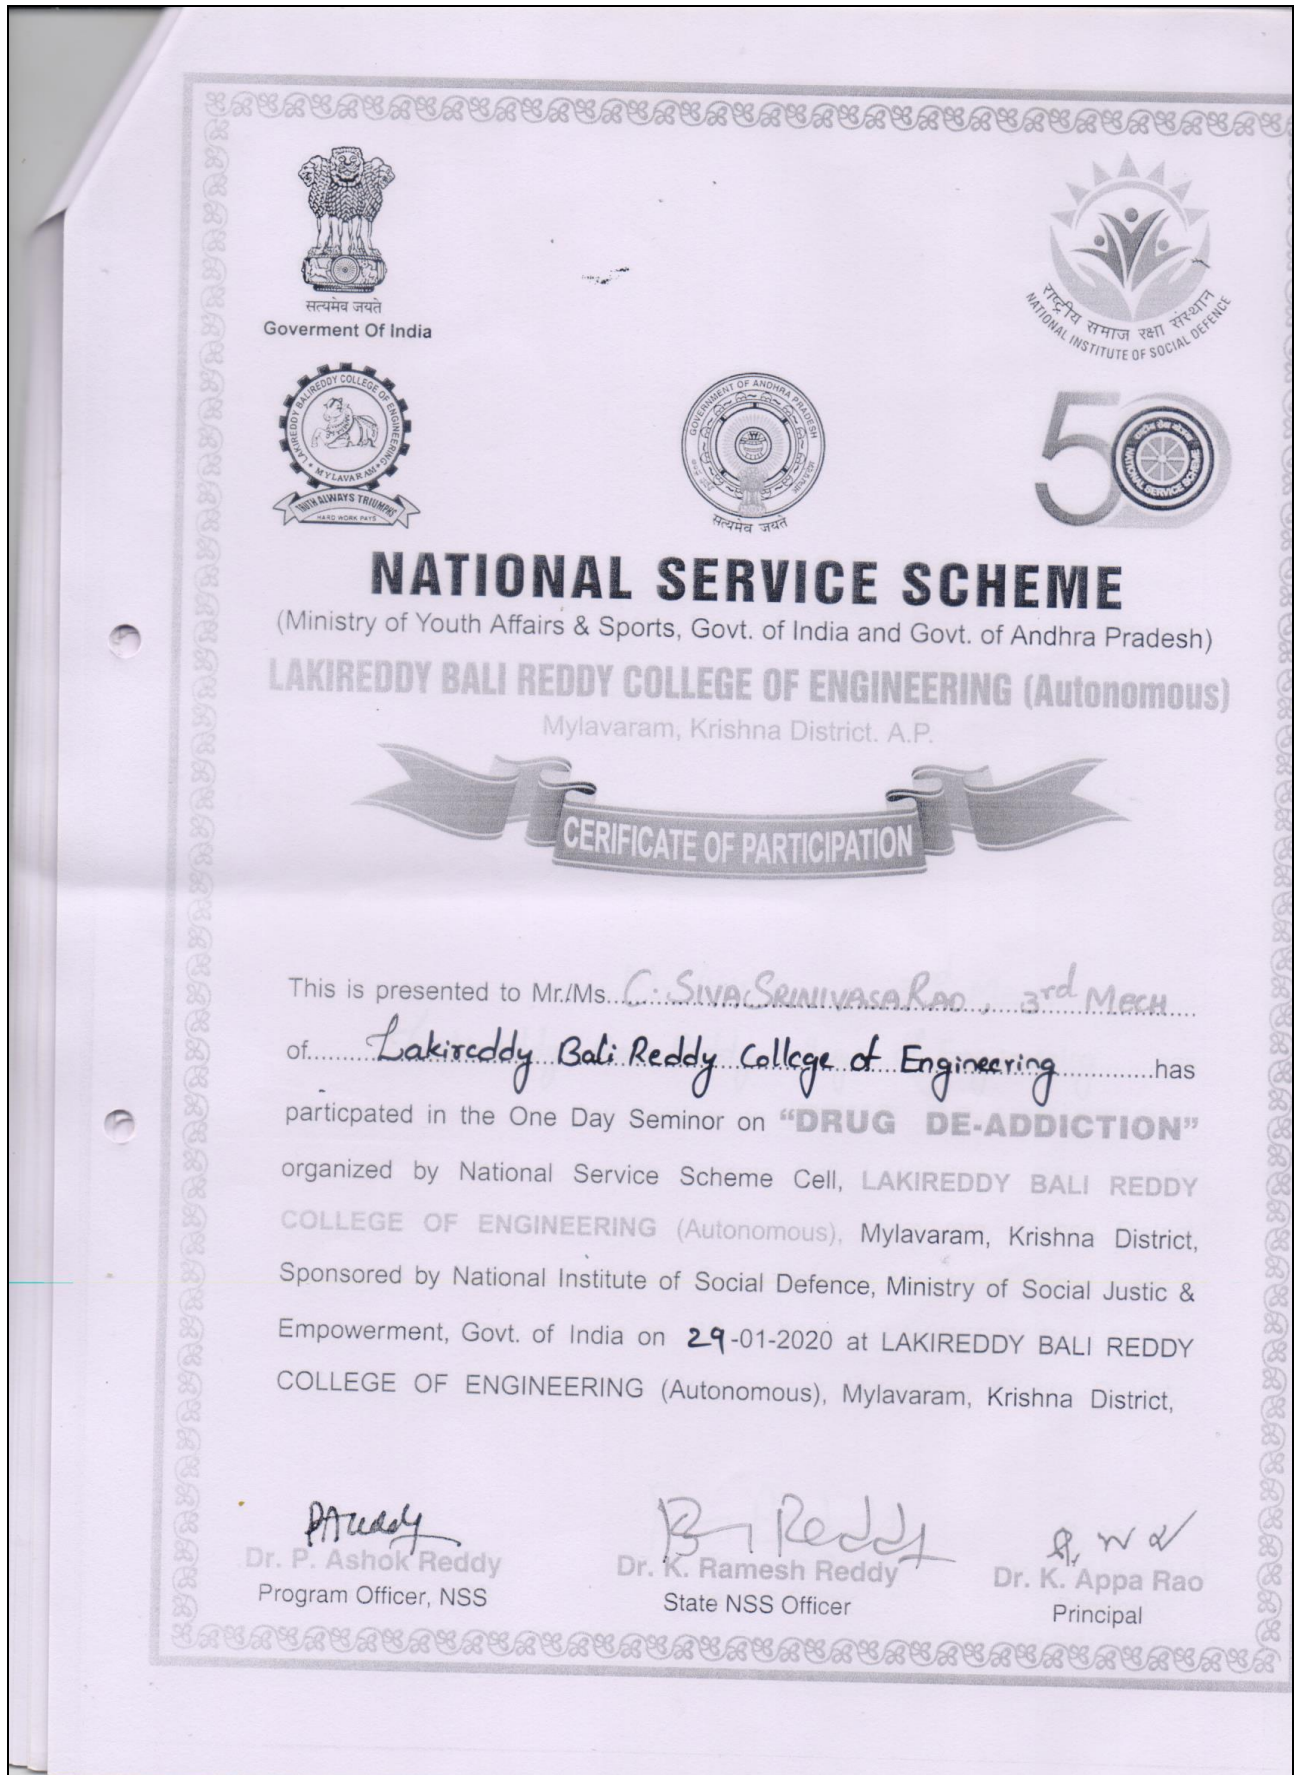 सत्यमेव जयते
Goverment Of India
राष्ट्रीय समाज रक्षा संस्थान
NATIONAL INSTITUTE OF SOCIAL DEFENCE
LAKIREDDY BALIREDDY COLLEGE OF ENGINEERING
MYLAVARAM
TRUTH ALWAYS TRIUMPHS
HARD WORK PAYS
GOVERNMENT OF ANDHRA PRADESH
सत्यमेव जयते
50
NATIONAL SERVICE SCHEME
NATIONAL SERVICE SCHEME
(Ministry of Youth Affairs & Sports, Govt. of India and Govt. of Andhra Pradesh)
LAKIREDDY BALI REDDY COLLEGE OF ENGINEERING (Autonomous)
Mylavaram, Krishna District. A.P.
CERIFICATE OF PARTICIPATION
This is presented to Mr./Ms. C. SIVA SRINIVASA RAO, 3rd MECH
of Lakireddy Bali Reddy College of Engineering has
particpated in the One Day Seminor on “DRUG DE-ADDICTION”
organized by National Service Scheme Cell, LAKIREDDY BALI REDDY
COLLEGE OF ENGINEERING (Autonomous), Mylavaram, Krishna District,
Sponsored by National Institute of Social Defence, Ministry of Social Justic &
Empowerment, Govt. of India on 29-01-2020 at LAKIREDDY BALI REDDY
COLLEGE OF ENGINEERING (Autonomous), Mylavaram, Krishna District,
PAReddy
Reddy
Dr. P. Ashok Reddy
Dr. K. Ramesh Reddy
Dr. K. Appa Rao
Program Officer, NSS
State NSS Officer
Principal